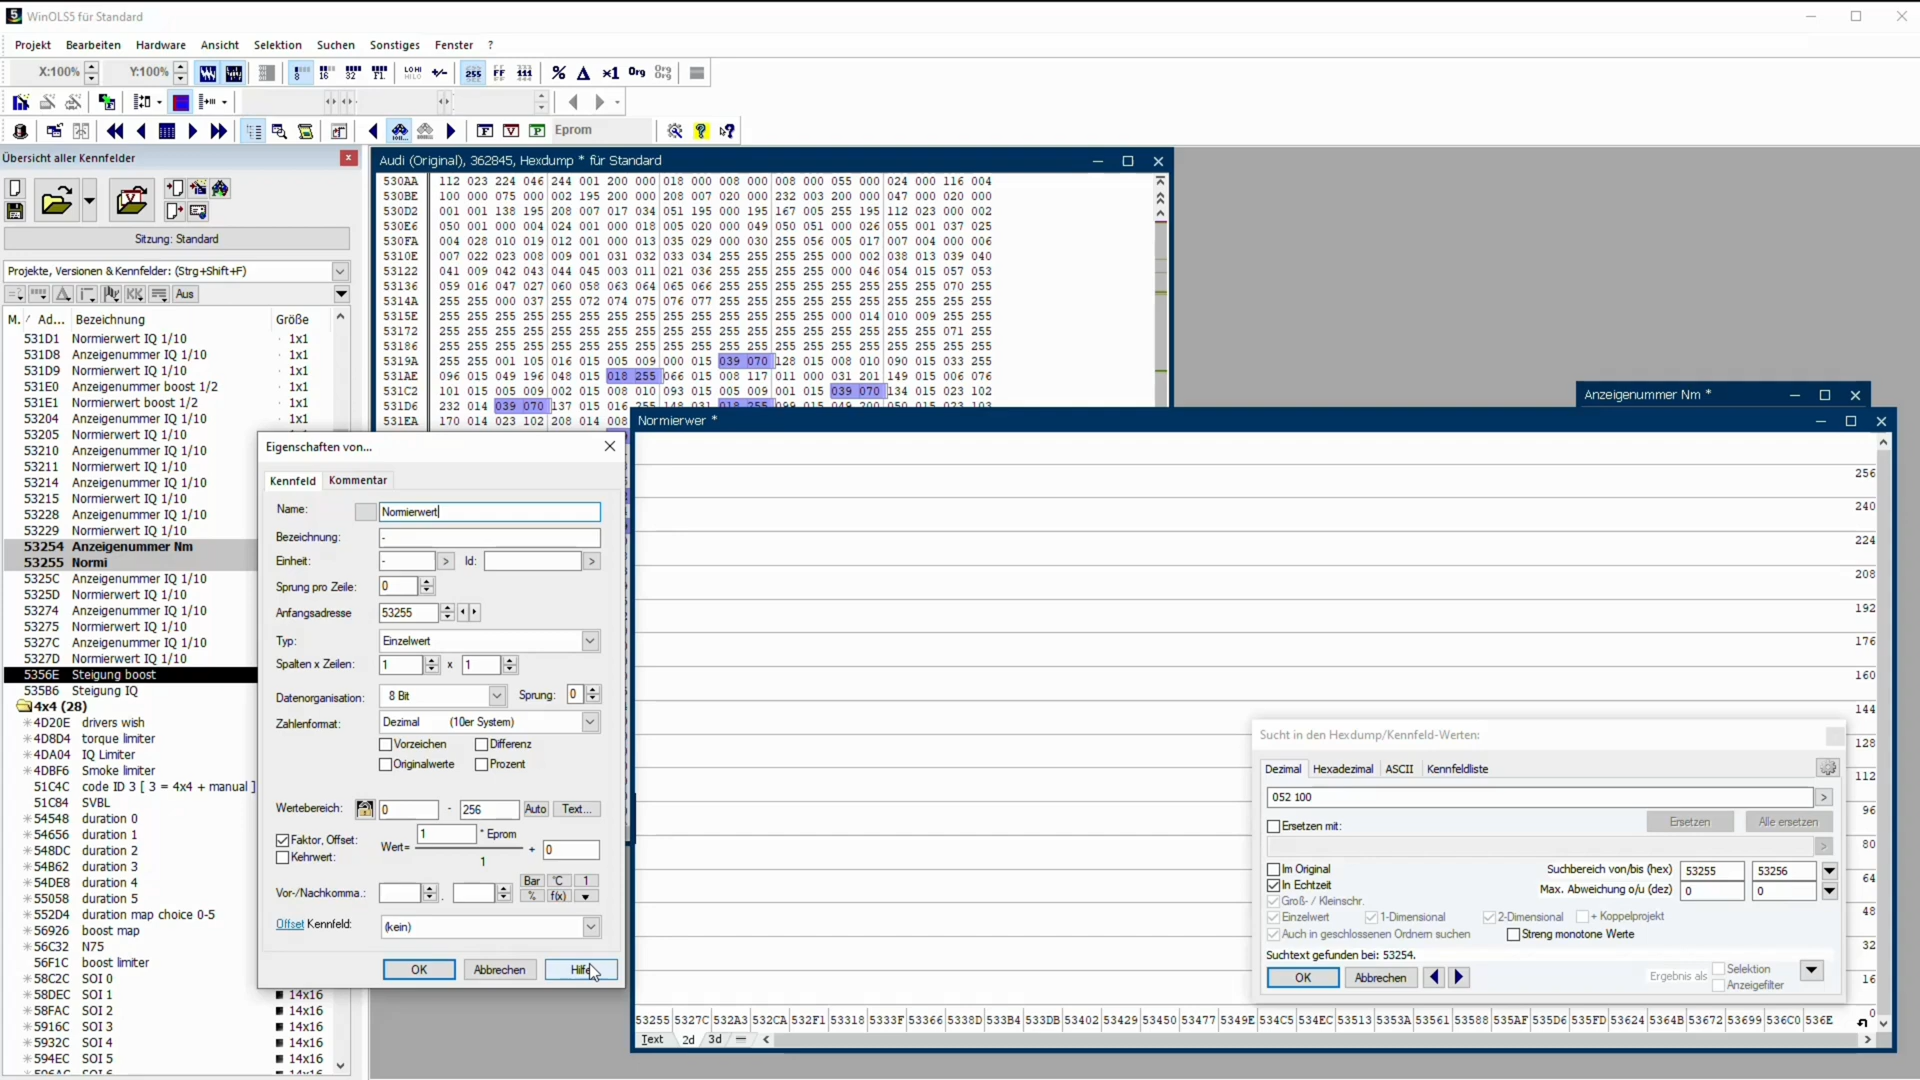 WinOLS5 für Standard
Projekt Bearbeiten Hardware Ansicht Selektion Suchen Sonstiges Fenster ?
X:100% Y:100%
Eprom
Übersicht aller Kennfelder
Sitzung: Standard
Projekte, Versionen & Kennfelder: (Strg+Shift+F)
Aus
M. / Ad... Bezeichnung Größe
531D1 Normierwert IQ 1/10 1x1
531D8 Anzeigenummer IQ 1/10 1x1
531D9 Normierwert IQ 1/10 1x1
531E0 Anzeigenummer boost 1/2 1x1
531E1 Normierwert boost 1/2 1x1
53204 Anzeigenummer IQ 1/10 1x1
53205 Normierwert IQ 1/10
53210 Anzeigenummer IQ 1/10
53211 Normierwert IQ 1/10
53214 Anzeigenummer IQ 1/10
53215 Normierwert IQ 1/10
53228 Anzeigenummer IQ 1/10
53229 Normierwert IQ 1/10
53254 Anzeigenummer Nm
53255 Normi
5325C Anzeigenummer IQ 1/10
5325D Normierwert IQ 1/10
53274 Anzeigenummer IQ 1/10
53275 Normierwert IQ 1/10
5327C Anzeigenummer IQ 1/10
5327D Normierwert IQ 1/10
5356E Steigung boost
535B6 Steigung IQ
4x4 (28)
4D20E drivers wish
4D8D4 torque limiter
4DA04 IQ Limiter
4DBF6 Smoke limiter
51C4C code ID 3 [ 3 = 4x4 + manual ]
51C84 SVBL
54548 duration 0
54656 duration 1
548DC duration 2
54B62 duration 3
54DE8 duration 4
55058 duration 5
552D4 duration map choice 0-5
56926 boost map
56C32 N75
56F1C boost limiter
58C2C SOI 0
58DEC SOI 1 14x16
58FAC SOI 2 14x16
5916C SOI 3 14x16
5932C SOI 4 14x16
594EC SOI 5 14x16
Audi (Original), 362845, Hexdump * für Standard
530AA 112 023 224 046 244 001 200 000 018 000 008 000 008 000 055 000 024 000 116 004
530BE 100 000 075 000 002 195 200 000 208 007 020 000 232 003 200 000 047 000 020 000
530D2 001 001 138 195 208 007 017 034 051 195 000 195 167 005 255 195 112 023 000 002
530E6 050 001 000 004 024 001 000 018 005 020 000 049 050 051 000 026 055 001 037 025
530FA 004 028 010 019 012 001 000 013 035 029 000 030 255 056 005 017 007 004 000 006
5310E 007 022 023 008 009 001 031 032 033 034 255 255 255 255 000 002 038 013 039 040
53122 041 009 042 043 044 045 003 011 021 036 255 255 255 255 000 046 054 015 057 053
53136 059 016 047 027 060 058 063 064 065 066 255 255 255 255 255 255 255 255 070 255
5314A 255 255 000 037 255 072 074 075 076 077 255 255 255 255 255 255 255 255 255 255
5315E 255 255 255 255 255 255 255 255 255 255 255 255 255 255 000 014 010 009 255 255
53172 255 255 255 255 255 255 255 255 255 255 255 255 255 255 255 255 255 255 071 255
53186 255 255 255 255 255 255 255 255 255 255 255 255 255 255 255 255 255 255 255 255
5319A 255 255 001 105 016 015 005 009 000 015 039 070 128 015 008 010 090 015 033 255
531AE 096 015 049 196 048 015 018 255 066 015 008 117 011 000 031 201 149 015 006 076
531C2 101 015 005 009 002 015 008 010 093 015 005 009 001 015 039 070 134 015 023 102
531D6 232 014 039 070 137 015 016 255 148 031 018 255 099 015 049 200 050 015 023 103
531EA 170 014 023 102 208 014 008
Anzeigenummer Nm *
Normierwer *
256
240
224
208
192
176
160
144
128
112
96
80
64
48
32
16
0
53255 5327C 532A3 532CA 532F1 53318 5333F 53366 5338D 533B4 533DB 53402 53429 53450 53477 5349E 534C5 534EC 53513 5353A 53561 53588 535AF 535D6 535FD 53624 5364B 53672 53699 536C0 536E
Text 2d 3d
Eigenschaften von...
Kennfeld Kommentar
Name: Normierwert
Bezeichnung: -
Einheit: - > Id: >
Sprung pro Zeile: 0
Anfangsadresse 53255
Typ: Einzelwert
Spalten x Zeilen: 1 x 1
Datenorganisation: 8 Bit Sprung: 0
Zahlenformat: Dezimal (10er System)
Vorzeichen Differenz
Originalwerte Prozent
Wertebereich: 0 - 256 Auto Text...
Faktor, Offset: Wert= 1 * Eprom + 0
Kehrwert: 1
Vor-/Nachkomma.: . Bar °C 1
% f(x)
Offset Kennfeld: (kein)
OK Abbrechen Hilfe
Sucht in den Hexdump/Kennfeld-Werten:
Dezimal Hexadezimal ASCII Kennfeldliste
052 100 >
Ersetzen mit: Ersetzen Alle ersetzen
Im Original Suchbereich von/bis (hex) 53255 53256
In Echtzeit Max. Abweichung o/u (dez) 0 0
Groß- / Kleinschr.
Einzelwert 1-Dimensional 2-Dimensional + Koppelprojekt
Auch in geschlossenen Ordnern suchen Streng monotone Werte
Suchtext gefunden bei: 53254.
OK Abbrechen Ergebnis als Selektion
Anzeigefilter